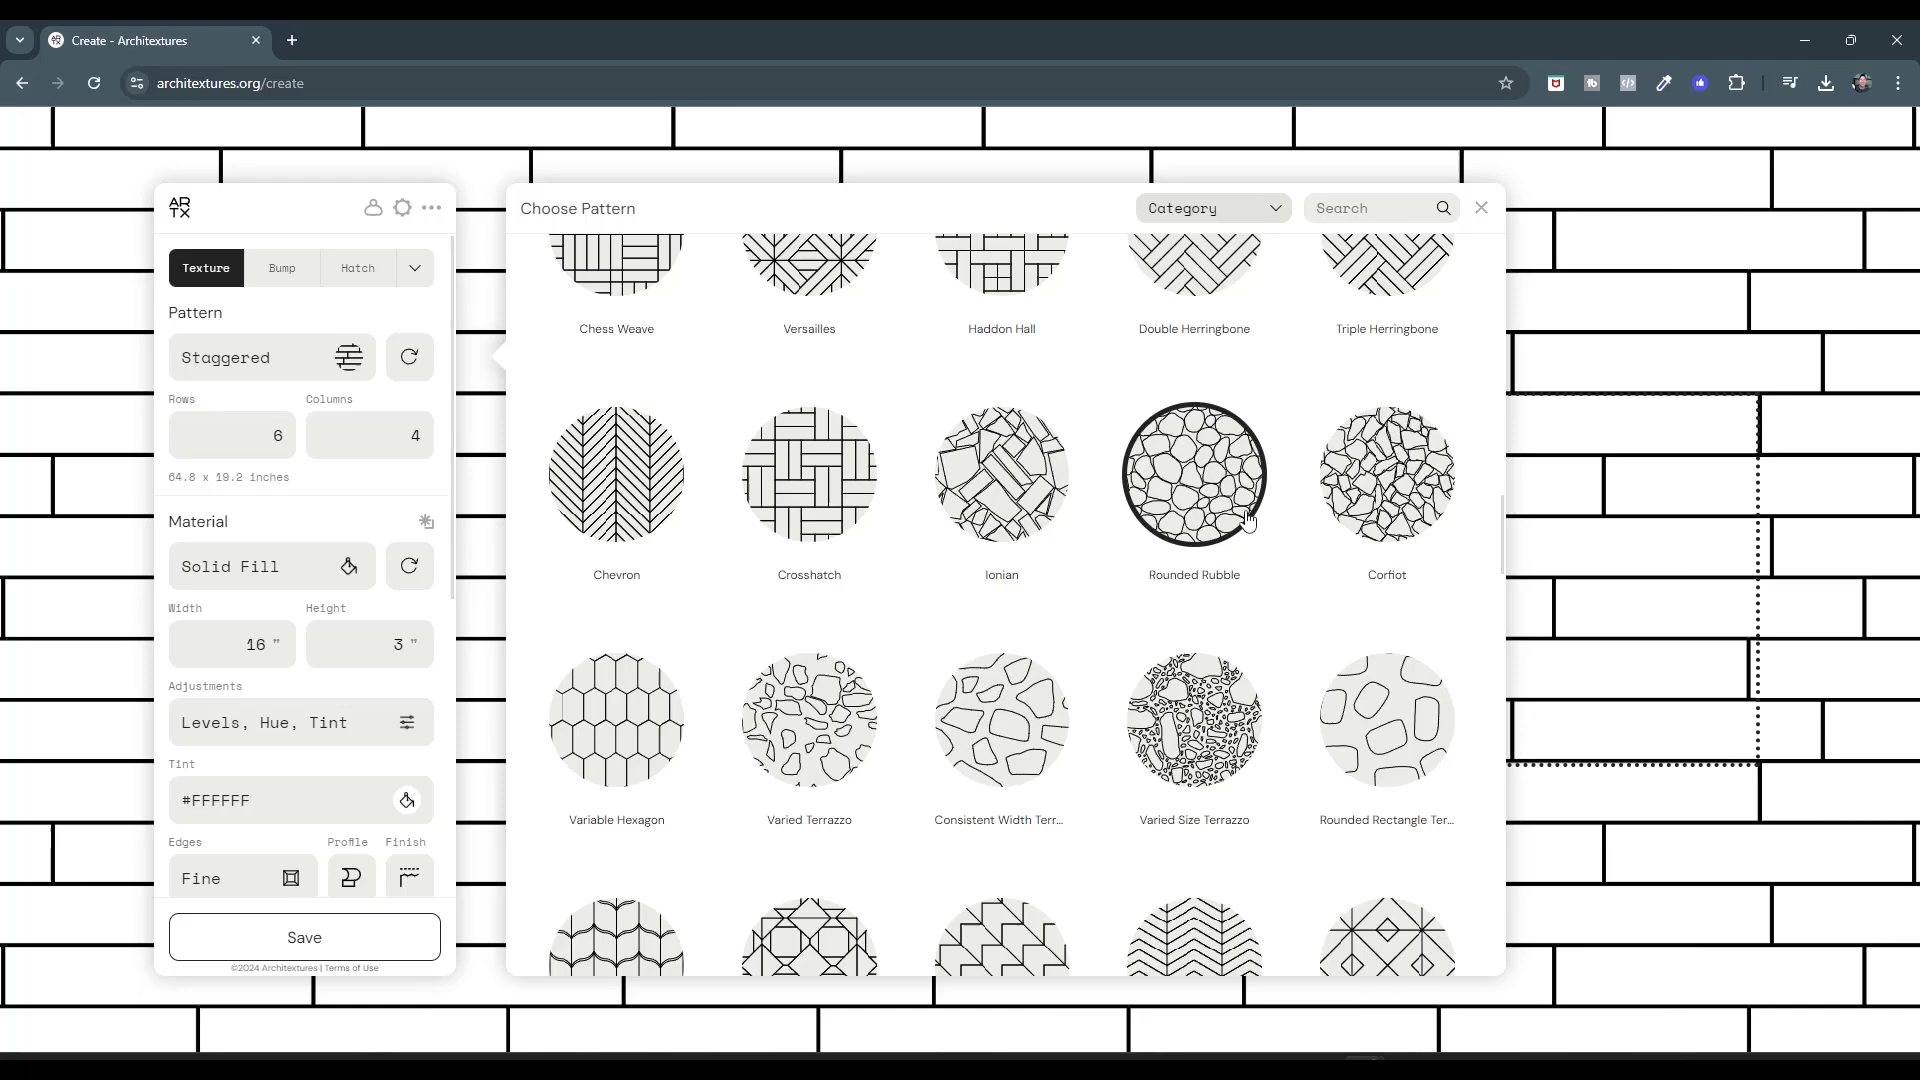 Create - Architextures
architextures.org/create
AR
TX
Texture
Bump
Hatch
Pattern
Staggered
Rows
Columns
6
4
64.8 x 19.2 inches
Material
Solid Fill
Width
Height
16 "
3 "
Adjustments
Levels, Hue, Tint
Tint
#FFFFFF
Edges
Profile
Finish
Fine
Save
©2024 Architextures | Terms of Use
Choose Pattern
Category
Search
Chess Weave
Versailles
Haddon Hall
Double Herringbone
Triple Herringbone
Chevron
Crosshatch
Ionian
Rounded Rubble
Corfiot
Variable Hexagon
Varied Terrazzo
Consistent Width Terr...
Varied Size Terrazzo
Rounded Rectangle Ter...